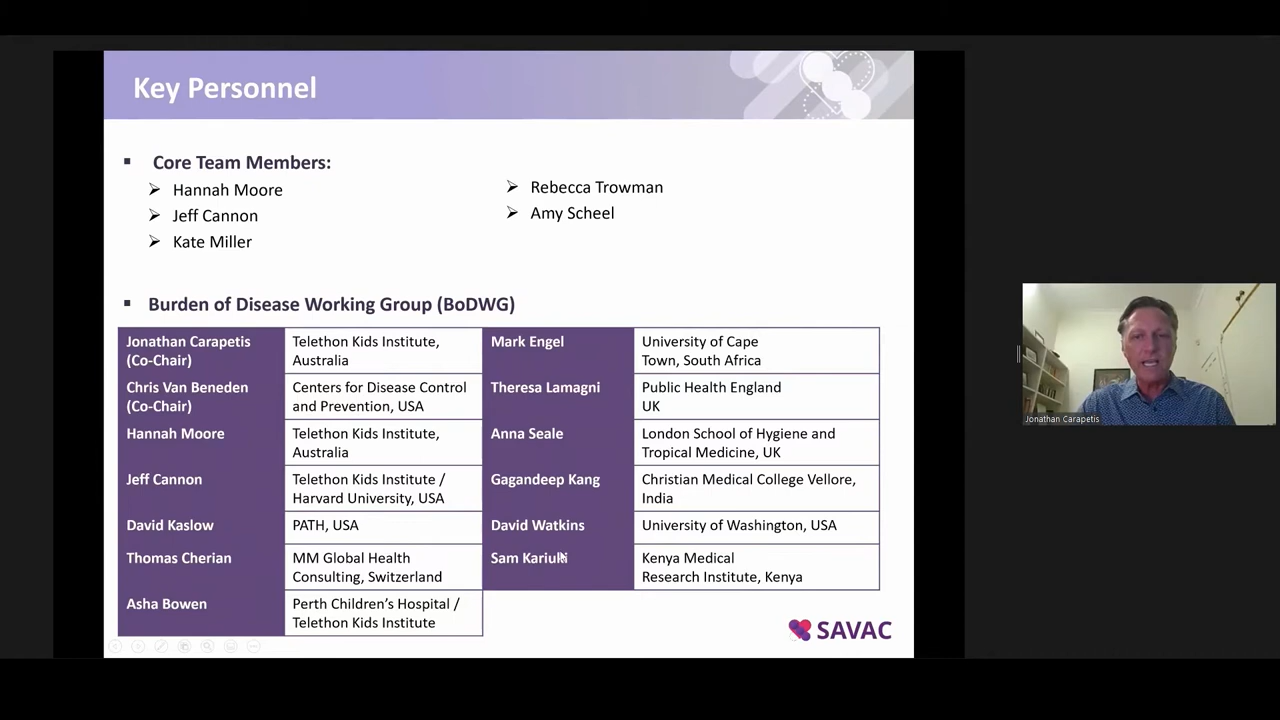 Key Personnel
Core Team Members:
Hannah Moore
Jeff Cannon
Kate Miller
Rebecca Trowman
Amy Scheel
Burden of Disease Working Group (BoDWG)
Jonathan Carapetis
(Co-Chair)
Telethon Kids Institute,
Australia
Mark Engel
University of Cape
Town, South Africa
Chris Van Beneden
(Co-Chair)
Centers for Disease Control
and Prevention, USA
Theresa Lamagni
Public Health England
UK
Hannah Moore
Telethon Kids Institute,
Australia
Anna Seale
London School of Hygiene and
Tropical Medicine, UK
Jeff Cannon
Telethon Kids Institute /
Harvard University, USA
Gagandeep Kang
Christian Medical College Vellore,
India
David Kaslow
PATH, USA
David Watkins
University of Washington, USA
Thomas Cherian
MM Global Health
Consulting, Switzerland
Sam Kariuki
Kenya Medical
Research Institute, Kenya
Asha Bowen
Perth Children's Hospital /
Telethon Kids Institute
SAVAC
Jonathan Carapetis